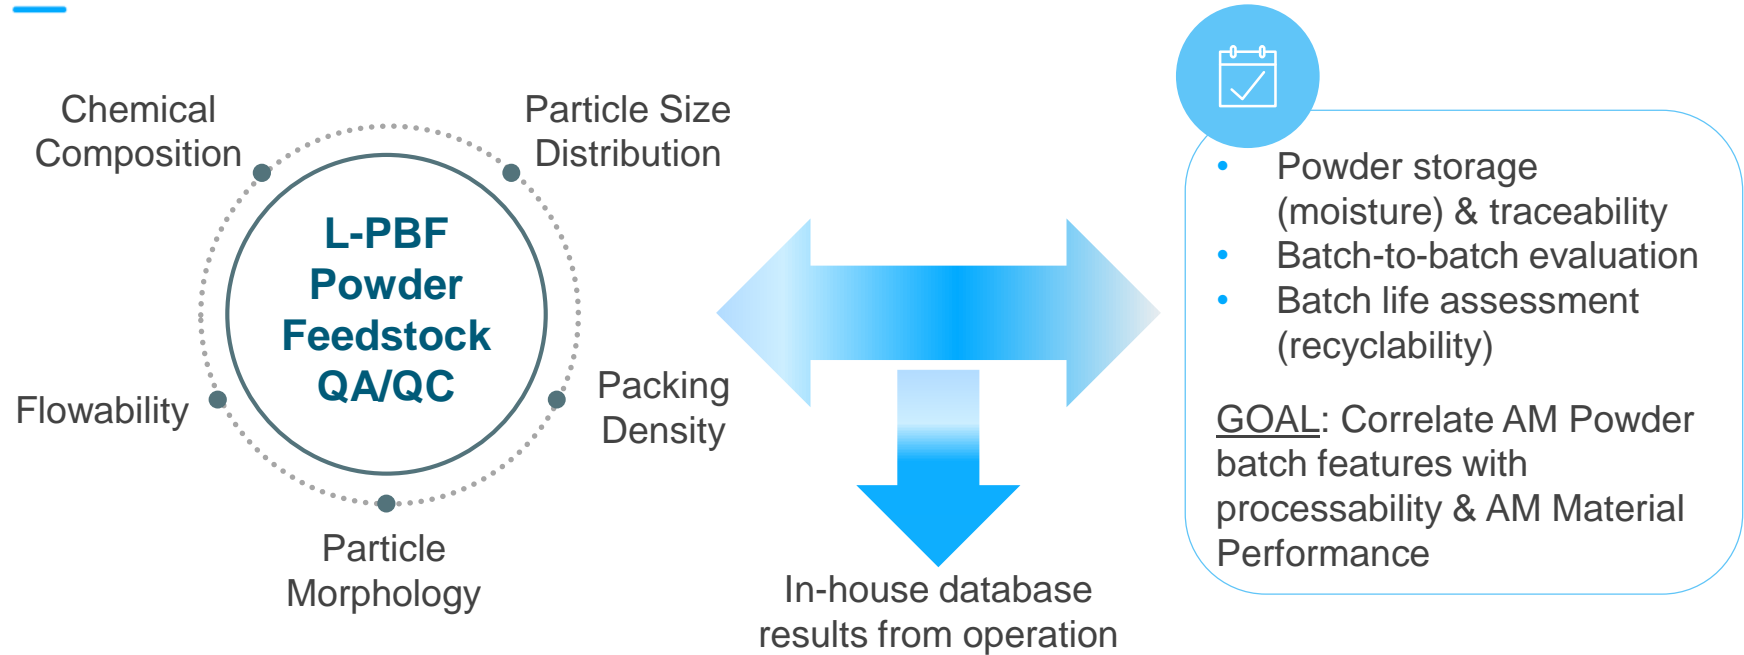 Chemical
Composition
Particle Size
Distribution
L-PBF
Powder
Feedstock
QA/QC
Flowability
Packing
Density
Particle
Morphology
In-house database
results from operation
• Powder storage
(moisture) & traceability
• Batch-to-batch evaluation
• Batch life assessment
(recyclability)
GOAL: Correlate AM Powder
batch features with
processability & AM Material
Performance